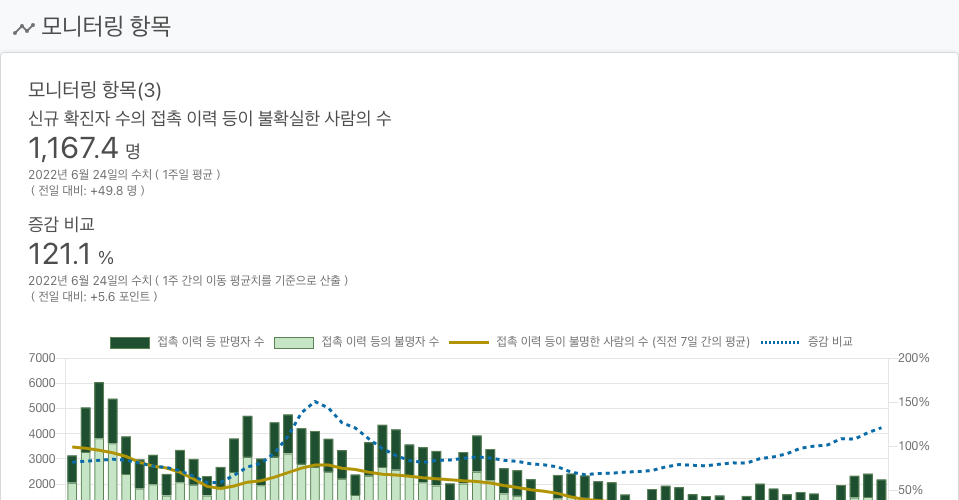 모니터링 항목
모니터링 항목(3)
신규 확진자 수의 접촉 이력 등이 불확실한 사람의 수
1,167.4 명
2022년 6월 24일의 수치 ( 1주일 평균 )
( 전일 대비: +49.8 명 )
증감 비교
121.1 %
2022년 6월 24일의 수치 ( 1주 간의 이동 평균치를 기준으로 산출 )
( 전일 대비: +5.6 포인트 )
접촉 이력 등 판명자 수 접촉 이력 등의 불명자 수 접촉 이력 등이 불명한 사람의 수 (직전 7일 간의 평균) 증감 비교
7000 200%
6000
5000 150%
4000
3000 100%
2000 50%